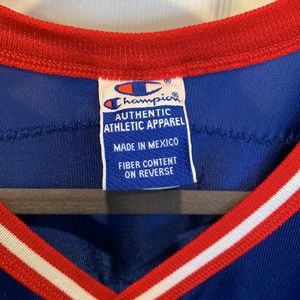 Champion®
AUTHENTIC
ATHLETIC APPAREL
MADE IN MEXICO
FIBER CONTENT
ON REVERSE